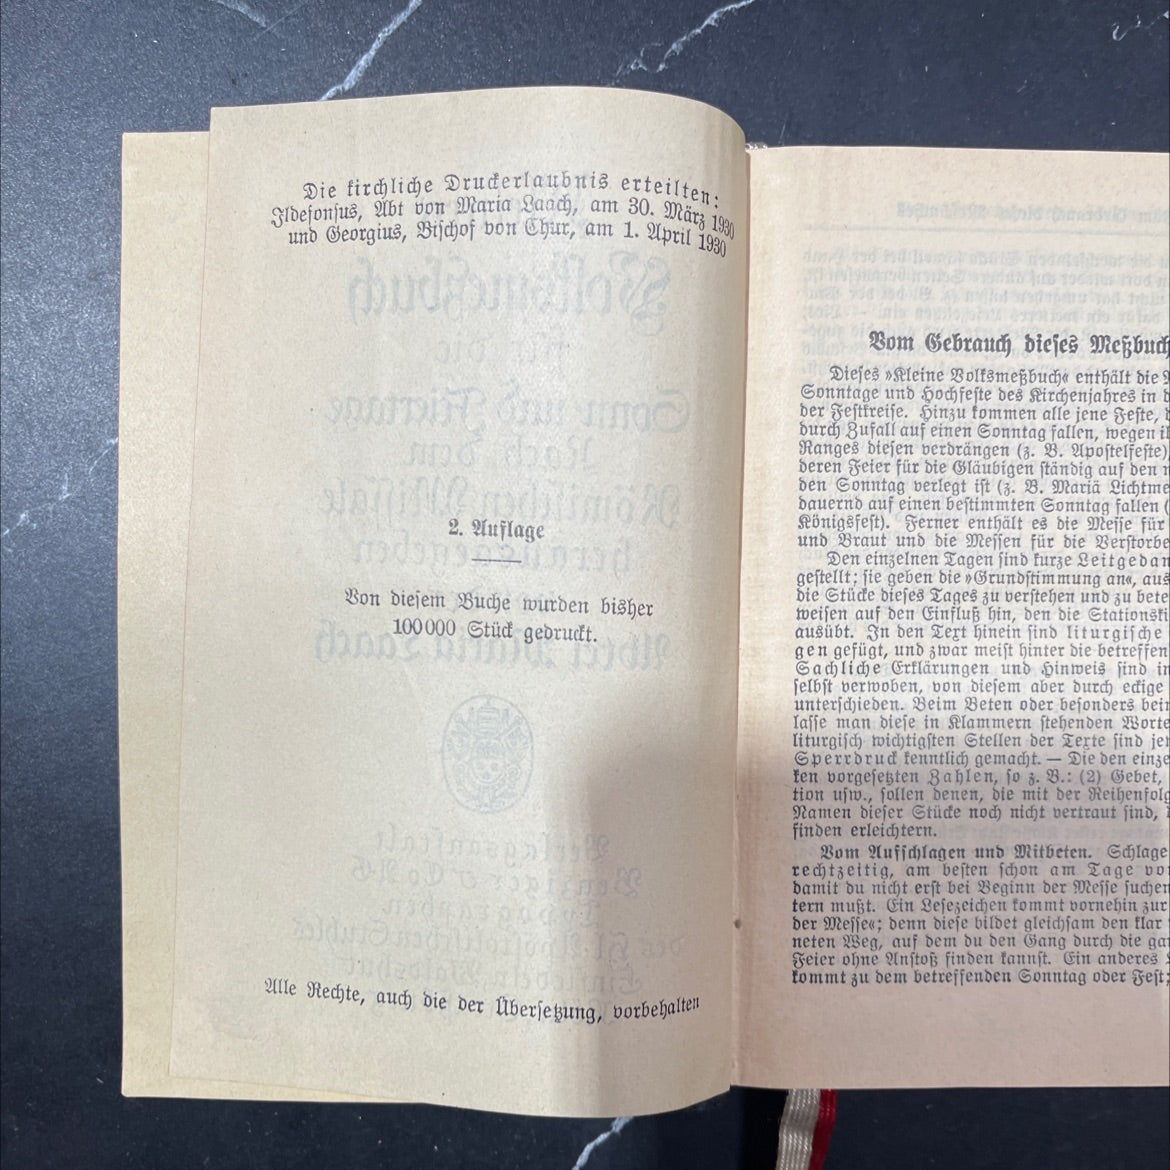 Die kirchliche Druckerlaubnis erteilten:
Ildefonsus, Abt von Maria Laach, am 30. März 1930
und Georgius, Bischof von Chur, am 1. April 1930
2. Auflage
Von diesem Buche wurden bisher
100 000 Stück gedruckt.
Alle Rechte, auch die der Übersetzung, vorbehalten
Vom Gebrauch dieses Meßbuch
Dieses »Kleine Volksmeßbuch« enthält die
Sonntage und Hochfeste des Kirchenjahres in
der Festkreise. Hinzu kommen alle jene Feste,
durch Zufall auf einen Sonntag fallen, wegen
Ranges diesen verdrängen (z. B. Apostelfeste)
deren Feier für die Gläubigen ständig auf den
den Sonntag verlegt ist (z. B. Mariä Lichtme
dauernd auf einen bestimmten Sonntag fallen (
Königsfest). Ferner enthält es die Messe für
und Braut und die Messen für die Verstorbe
Den einzelnen Tagen sind kurze Leitgedan
gestellt; sie geben die »Grundstimmung an«, aus
die Stücke dieses Tages zu verstehen und zu bete
weisen auf den Einfluß hin, den die Stationski
ausübt. In den Text hinein sind liturgische
gen gefügt, und zwar meist hinter die betreffen
Sachliche Erklärungen und Hinweis sind in
selbst verwoben, von diesem aber durch eckige
unterschieden. Beim Beten oder besonders bei
lasse man diese in Klammern stehenden Worte
liturgisch wichtigsten Stellen der Texte sind je
Sperrdruck kenntlich gemacht. — Die den einze
ken vorgesetzten Zahlen, so z. B.: (2) Gebet,
tion usw., sollen denen, die mit der Reihenfolg
Namen dieser Stücke noch nicht vertraut sind,
finden erleichtern.
Vom Aufschlagen und Mitbeten. Schlage
rechtzeitig, am besten schon am Tage vo
damit du nicht erst bei Beginn der Messe suchen
tern mußt. Ein Lesezeichen kommt vornehin zur
der Messe«; denn diese bildet gleichsam den klar
neten Weg, auf dem du den Gang durch die ga
Feier ohne Anstoß finden kannst. Ein anderes
kommt zu dem betreffenden Sonntag oder Fest;